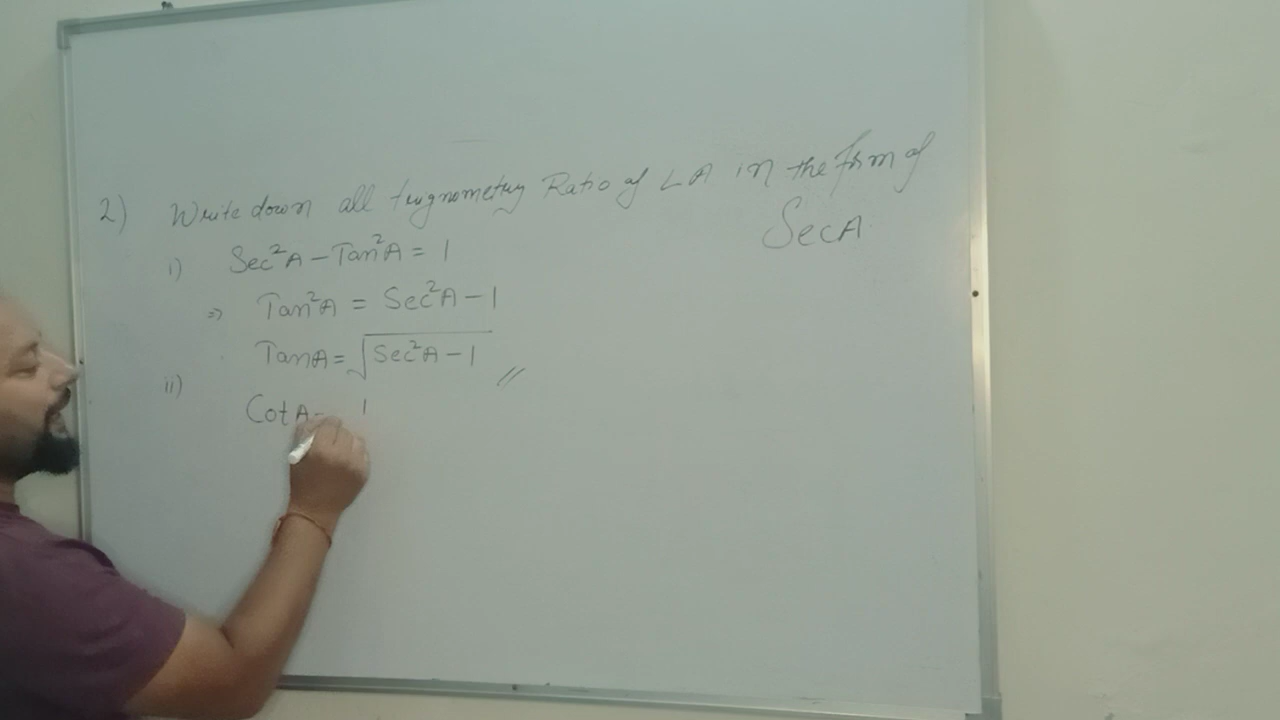 2) Write down all trignometry Ratio of ∠A in the form of
SecA
i) Sec²A – Tan²A = 1
⇒ Tan²A = Sec²A – 1
TanA = √Sec²A – 1 //
ii) CotA = 1